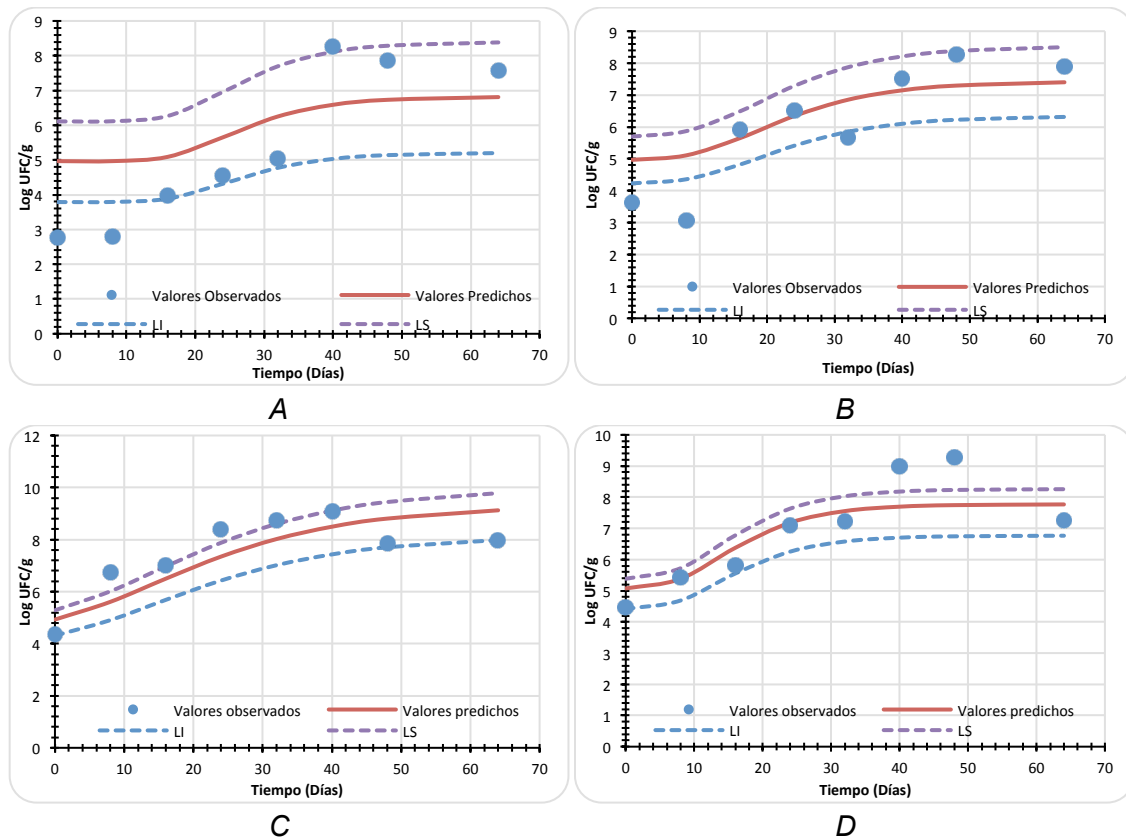 9
8
7
6
5
4
3
2
1
0
Log UFC/g
Valores Observados
Valores Predichos
LI
LS
0 10 20 30 40 50 60 70
Tiempo (Días)
A
9
8
7
6
5
4
3
2
1
0
Log UFC/g
Valores Observados
Valores Predichos
LI
LS
0 10 20 30 40 50 60 70
Tiempo (Días)
B
12
10
8
6
4
2
0
Log UFC/g
Valores observados
Valores predichos
LI
LS
0 10 20 30 40 50 60 70
Tiempo (Días)
C
10
9
8
7
6
5
4
3
2
1
0
Log UFC/g
Valores observados
Valores predichos
LI
LS
0 10 20 30 40 50 60 70
Tiempo (Días)
D